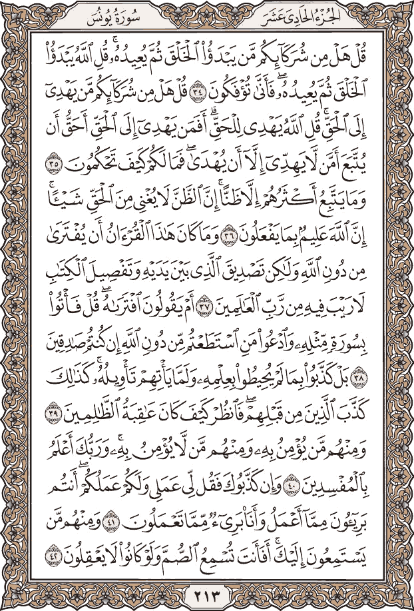 الجزء الحادي عشر
سورة يونس
قُلْ هَلْ مِن شُرَكَآئِكُم مَّن يَبْدَؤُا۟ ٱلْخَلْقَ ثُمَّ يُعِيدُهُۥ ۚ قُلِ ٱللَّهُ يَبْدَؤُا۟
ٱلْخَلْقَ ثُمَّ يُعِيدُهُۥ ۖ فَأَنَّىٰ تُؤْفَكُونَ ٣٤ قُلْ هَلْ مِن شُرَكَآئِكُم مَّن يَهْدِىٓ
إِلَى ٱلْحَقِّ ۚ قُلِ ٱللَّهُ يَهْدِى لِلْحَقِّ ۗ أَفَمَن يَهْدِىٓ إِلَى ٱلْحَقِّ أَحَقُّ أَن
يُتَّبَعَ أَمَّن لَّا يَهِدِّىٓ إِلَّآ أَن يُهْدَىٰ ۖ فَمَا لَكُمْ كَيْفَ تَحْكُمُونَ ٣٥
وَمَا يَتَّبِعُ أَكْثَرُهُمْ إِلَّا ظَنًّا ۚ إِنَّ ٱلظَّنَّ لَا يُغْنِى مِنَ ٱلْحَقِّ شَيْـًٔا ۚ
إِنَّ ٱللَّهَ عَلِيمٌۢ بِمَا يَفْعَلُونَ ٣٦ وَمَا كَانَ هَـٰذَا ٱلْقُرْءَانُ أَن يُفْتَرَىٰ
مِن دُونِ ٱللَّهِ وَلَـٰكِن تَصْدِيقَ ٱلَّذِى بَيْنَ يَدَيْهِ وَتَفْصِيلَ ٱلْكِتَـٰبِ
لَا رَيْبَ فِيهِ مِن رَّبِّ ٱلْعَـٰلَمِينَ ٣٧ أَمْ يَقُولُونَ ٱفْتَرَىٰهُ ۖ قُلْ فَأْتُوا۟
بِسُورَةٍ مِّثْلِهِۦ وَٱدْعُوا۟ مَنِ ٱسْتَطَعْتُم مِّن دُونِ ٱللَّهِ إِن كُنتُمْ صَـٰدِقِينَ
٣٨ بَلْ كَذَّبُوا۟ بِمَا لَمْ يُحِيطُوا۟ بِعِلْمِهِۦ وَلَمَّا يَأْتِهِمْ تَأْوِيلُهُۥ ۚ كَذَٰلِكَ
كَذَّبَ ٱلَّذِينَ مِن قَبْلِهِمْ ۖ فَٱنظُرْ كَيْفَ كَانَ عَـٰقِبَةُ ٱلظَّـٰلِمِينَ ٣٩
وَمِنْهُم مَّن يُؤْمِنُ بِهِۦ وَمِنْهُم مَّن لَّا يُؤْمِنُ بِهِۦ ۚ وَرَبُّكَ أَعْلَمُ
بِٱلْمُفْسِدِينَ ٤٠ وَإِن كَذَّبُوكَ فَقُل لِّى عَمَلِى وَلَكُمْ عَمَلُكُمْ ۖ أَنتُم
بَرِيٓـُٔونَ مِمَّآ أَعْمَلُ وَأَنَا۠ بَرِىٓءٌ مِّمَّا تَعْمَلُونَ ٤١ وَمِنْهُم مَّن
يَسْتَمِعُونَ إِلَيْكَ ۚ أَفَأَنتَ تُسْمِعُ ٱلصُّمَّ وَلَوْ كَانُوا۟ لَا يَعْقِلُونَ ٤٢
٢١٣